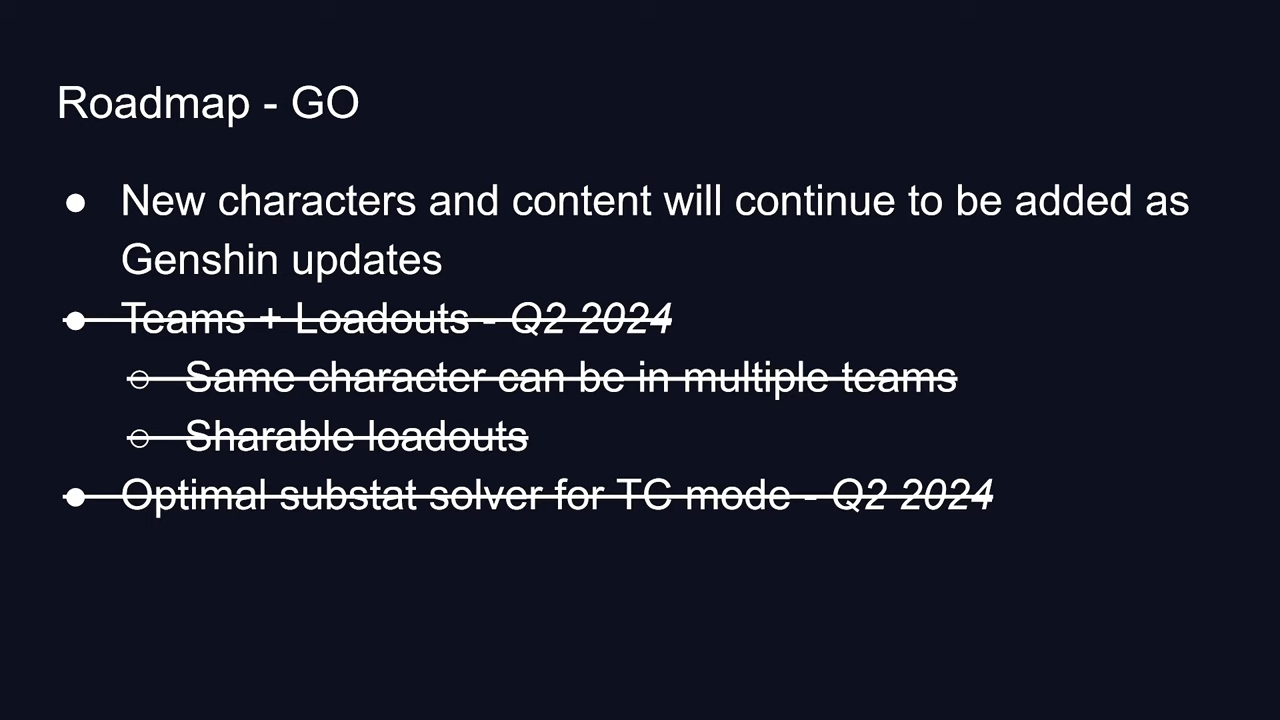 Roadmap - GO
● New characters and content will continue to be added as
Genshin updates
● Teams + Loadouts - Q2 2024
○ Same character can be in multiple teams
○ Sharable loadouts
● Optimal substat solver for TC mode - Q2 2024